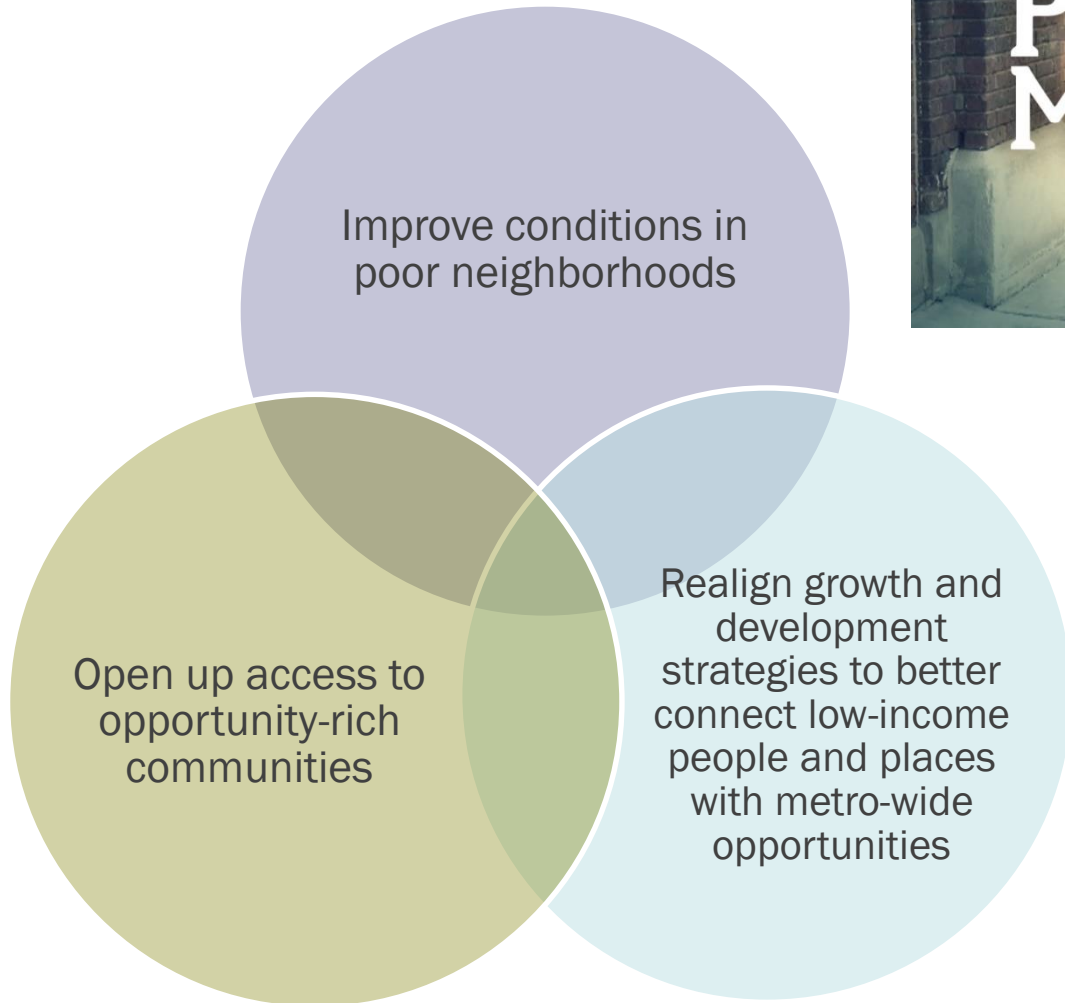 Improve conditions in
poor neighborhoods
Open up access to
opportunity-rich
communities
Realign growth and
development
strategies to better
connect low-income
people and places
with metro-wide
opportunities